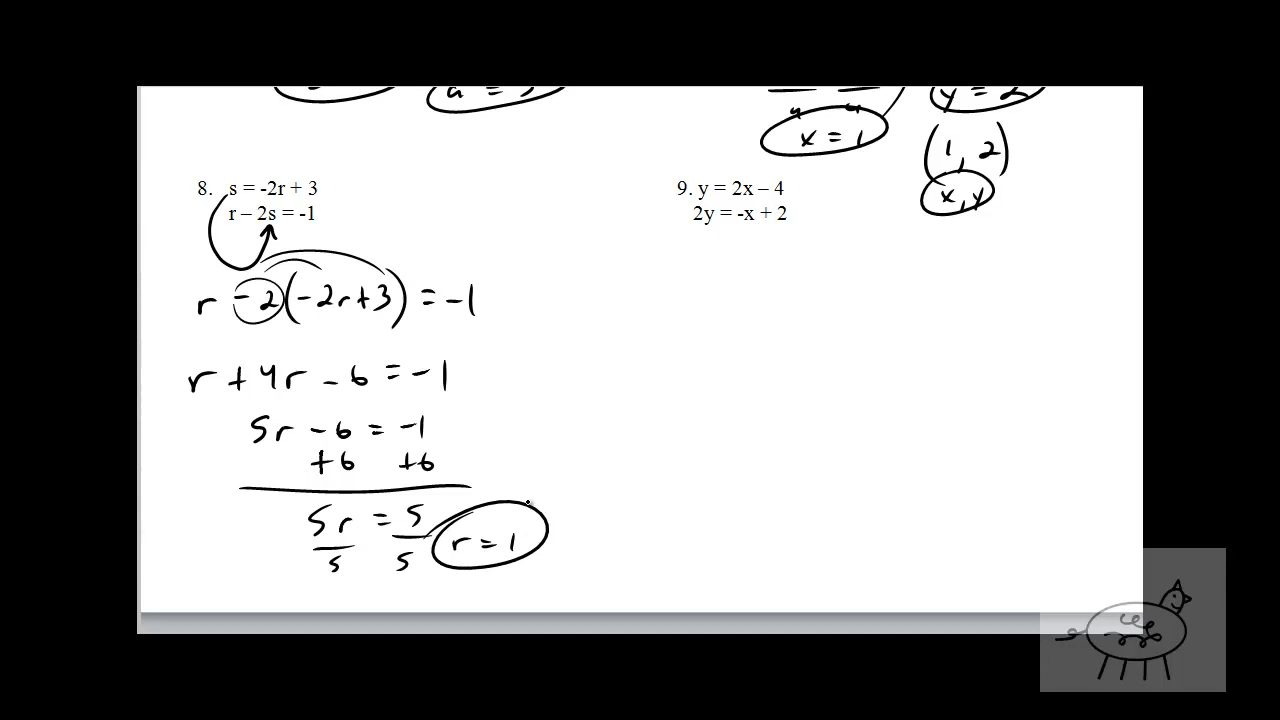 y = 2
x = 1
(1, 2)
x, y
8. s = -2r + 3
r – 2s = -1
r -2(-2r+3) = -1
r + 4r - 6 = -1
5r - 6 = -1
+6 +6
5r = 5
5 5
r = 1
9. y = 2x – 4
2y = -x + 2